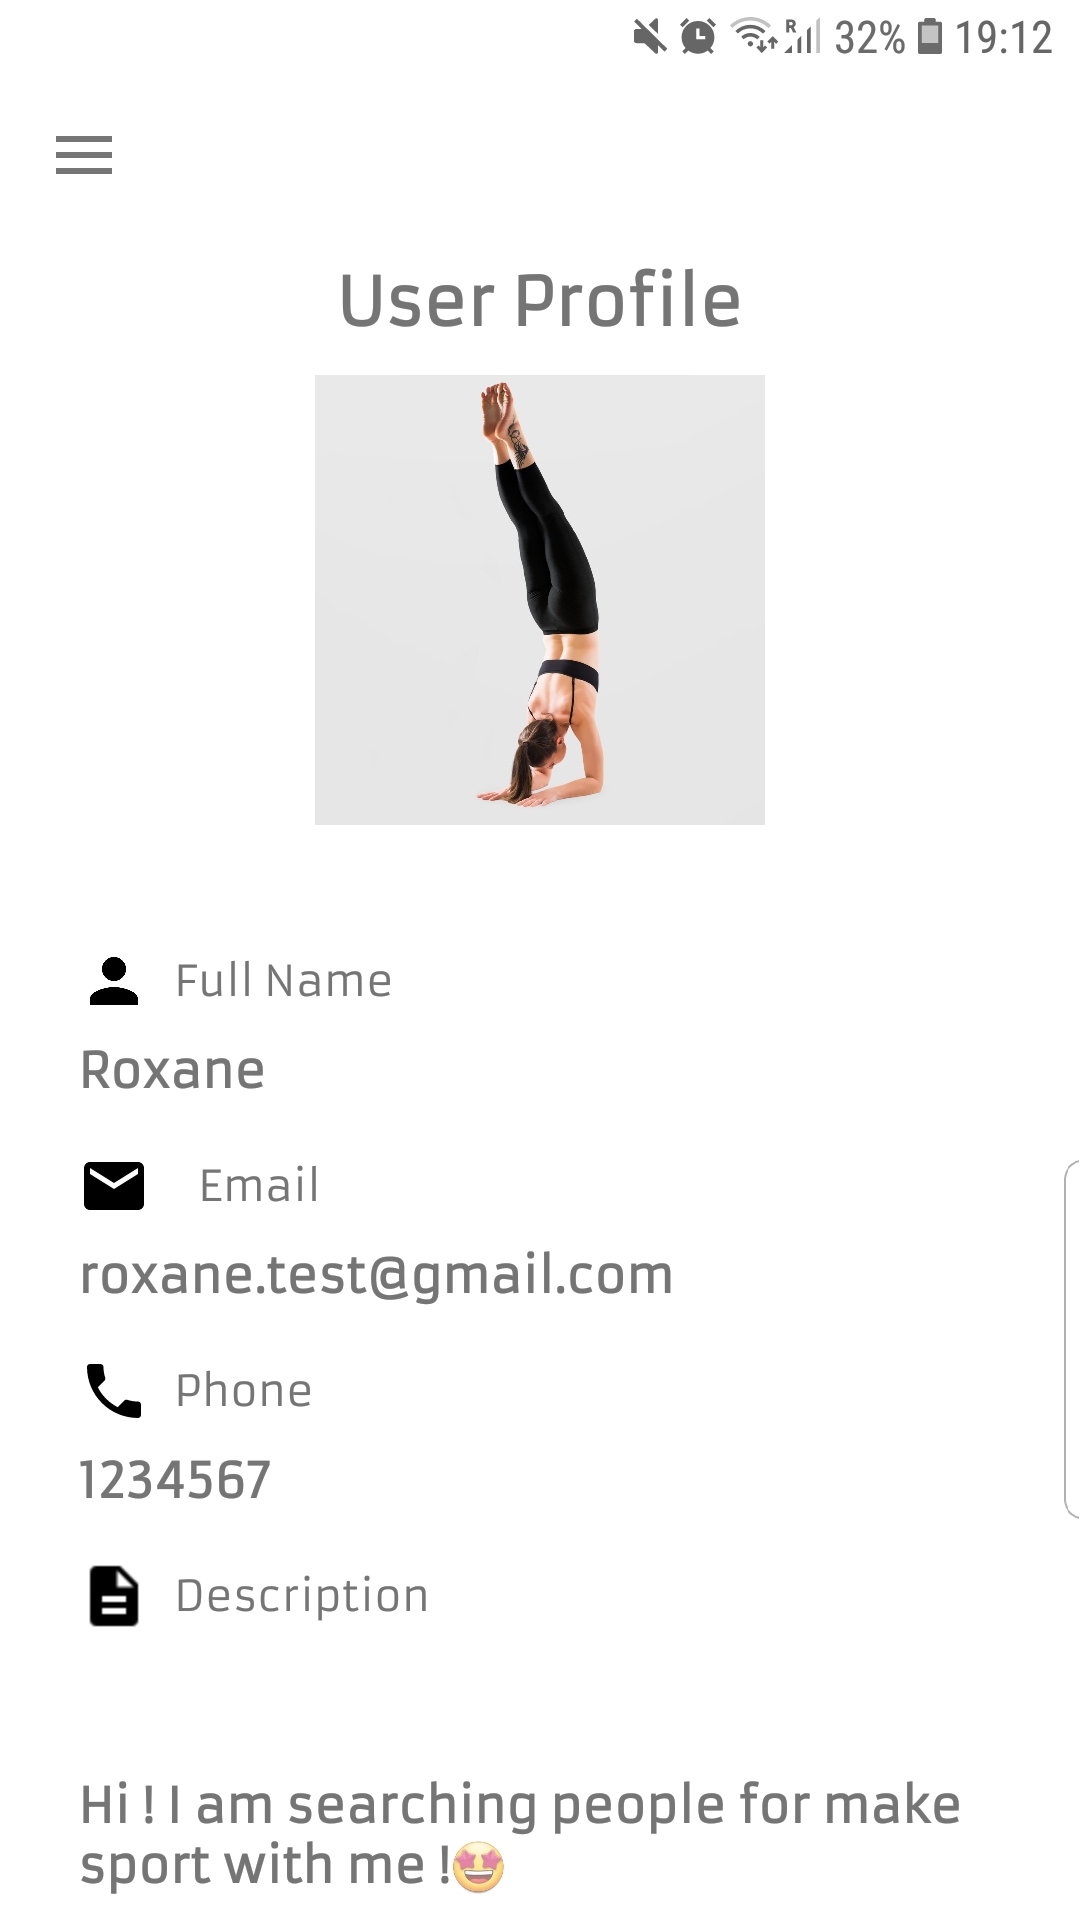 R 32% 19:12
User Profile
Full Name
Roxane
Email
roxane.test@gmail.com
Phone
1234567
Description
Hi ! I am searching people for make
sport with me !🤩